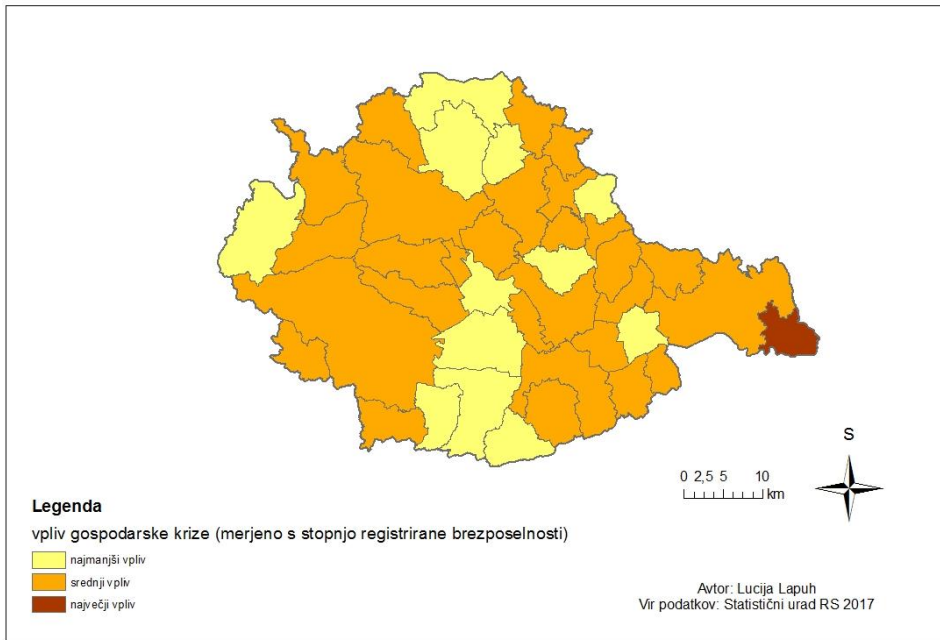 S
0 2,5 5 10
km
Legenda
vpliv gospodarske krize (merjeno s stopnjo registrirane brezposelnosti)
najmanjši vpliv
srednji vpliv
največji vpliv
Avtor: Lucija Lapuh
Vir podatkov: Statistični urad RS 2017